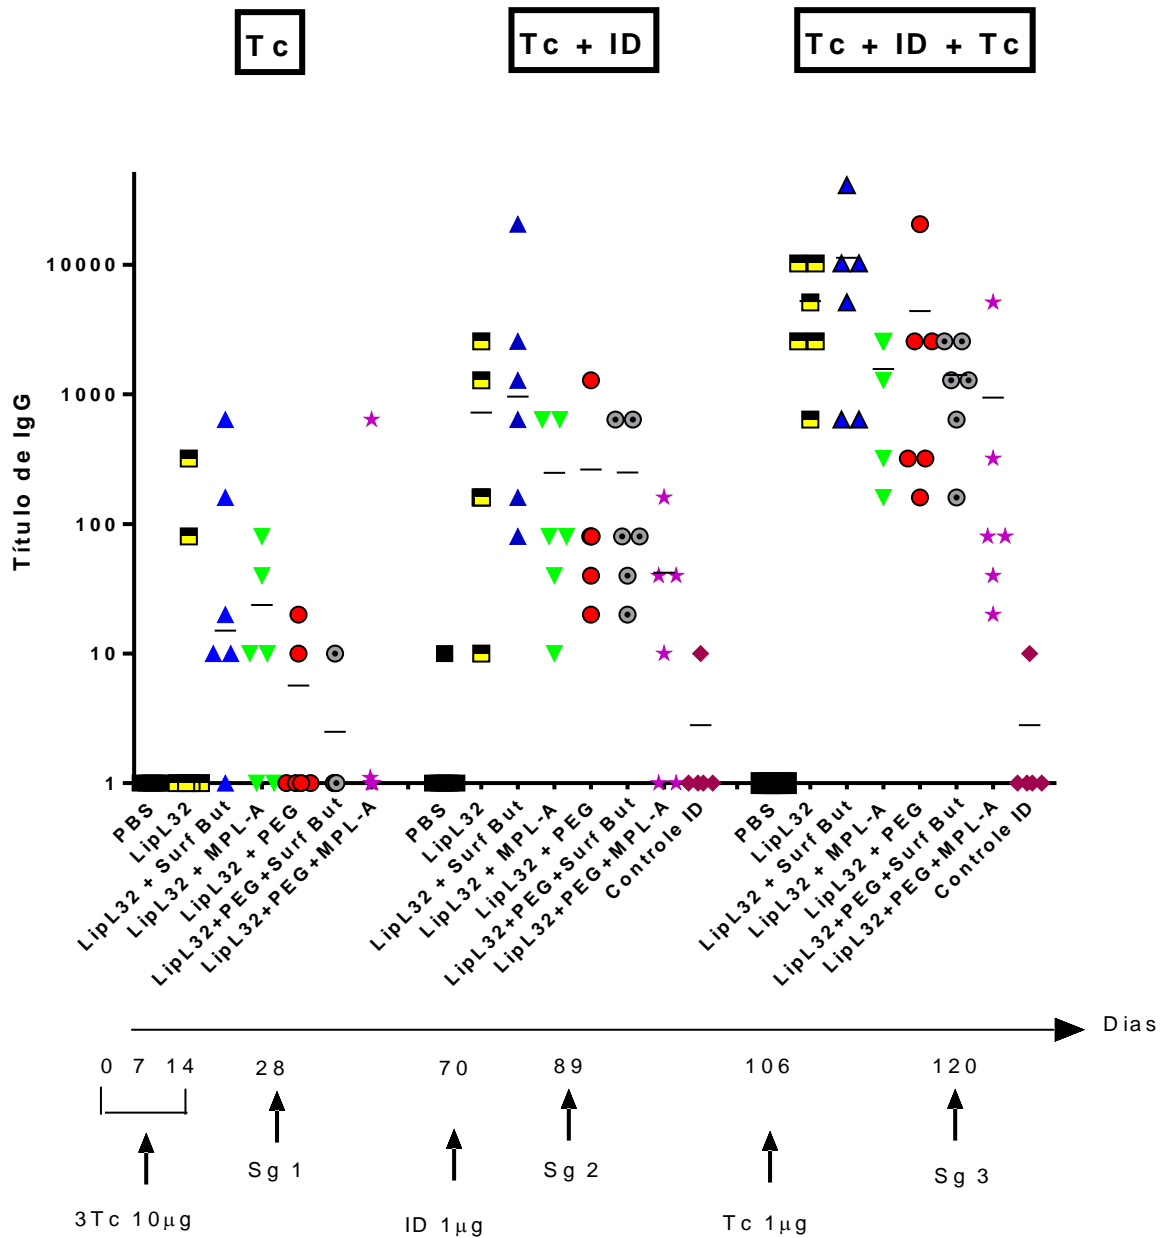 Tc
Tc + ID
Tc + ID + Tc
Título de IgG
10000
1000
100
10
1
PBS
LipL32
LipL32 + Surf But
LipL32 + MPL-A
LipL32 + PEG
LipL32+PEG+Surf But
LipL32+PEG+MPL-A
PBS
LipL32
LipL32 + Surf But
LipL32 + MPL-A
LipL32 + PEG
LipL32+PEG+Surf But
LipL32+PEG+MPL-A
Controle ID
PBS
LipL32
LipL32 + Surf But
LipL32 + MPL-A
LipL32 + PEG
LipL32+PEG+Surf But
LipL32+PEG+MPL-A
Controle ID
Dias
0 7 14 28 70 89 106 120
Sg 1
Sg 2
Sg 3
3Tc 10μg
ID 1μg
Tc 1μg